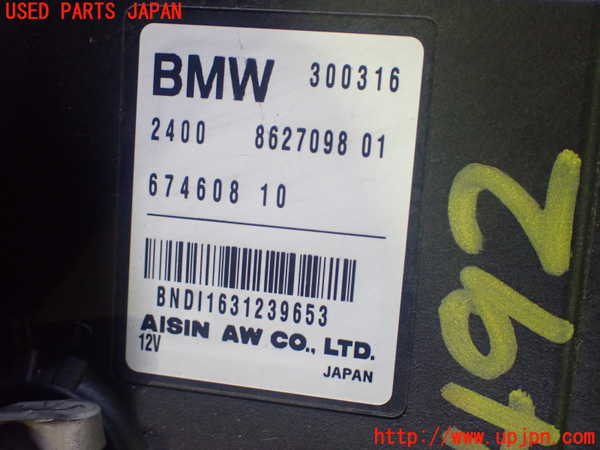 USED PARTS JAPAN
BMW 300316
2400 8627098 01
674608 10
BNDI1631239653
AISIN AW CO., LTD.
12V
JAPAN
http://www.upjpn.com/